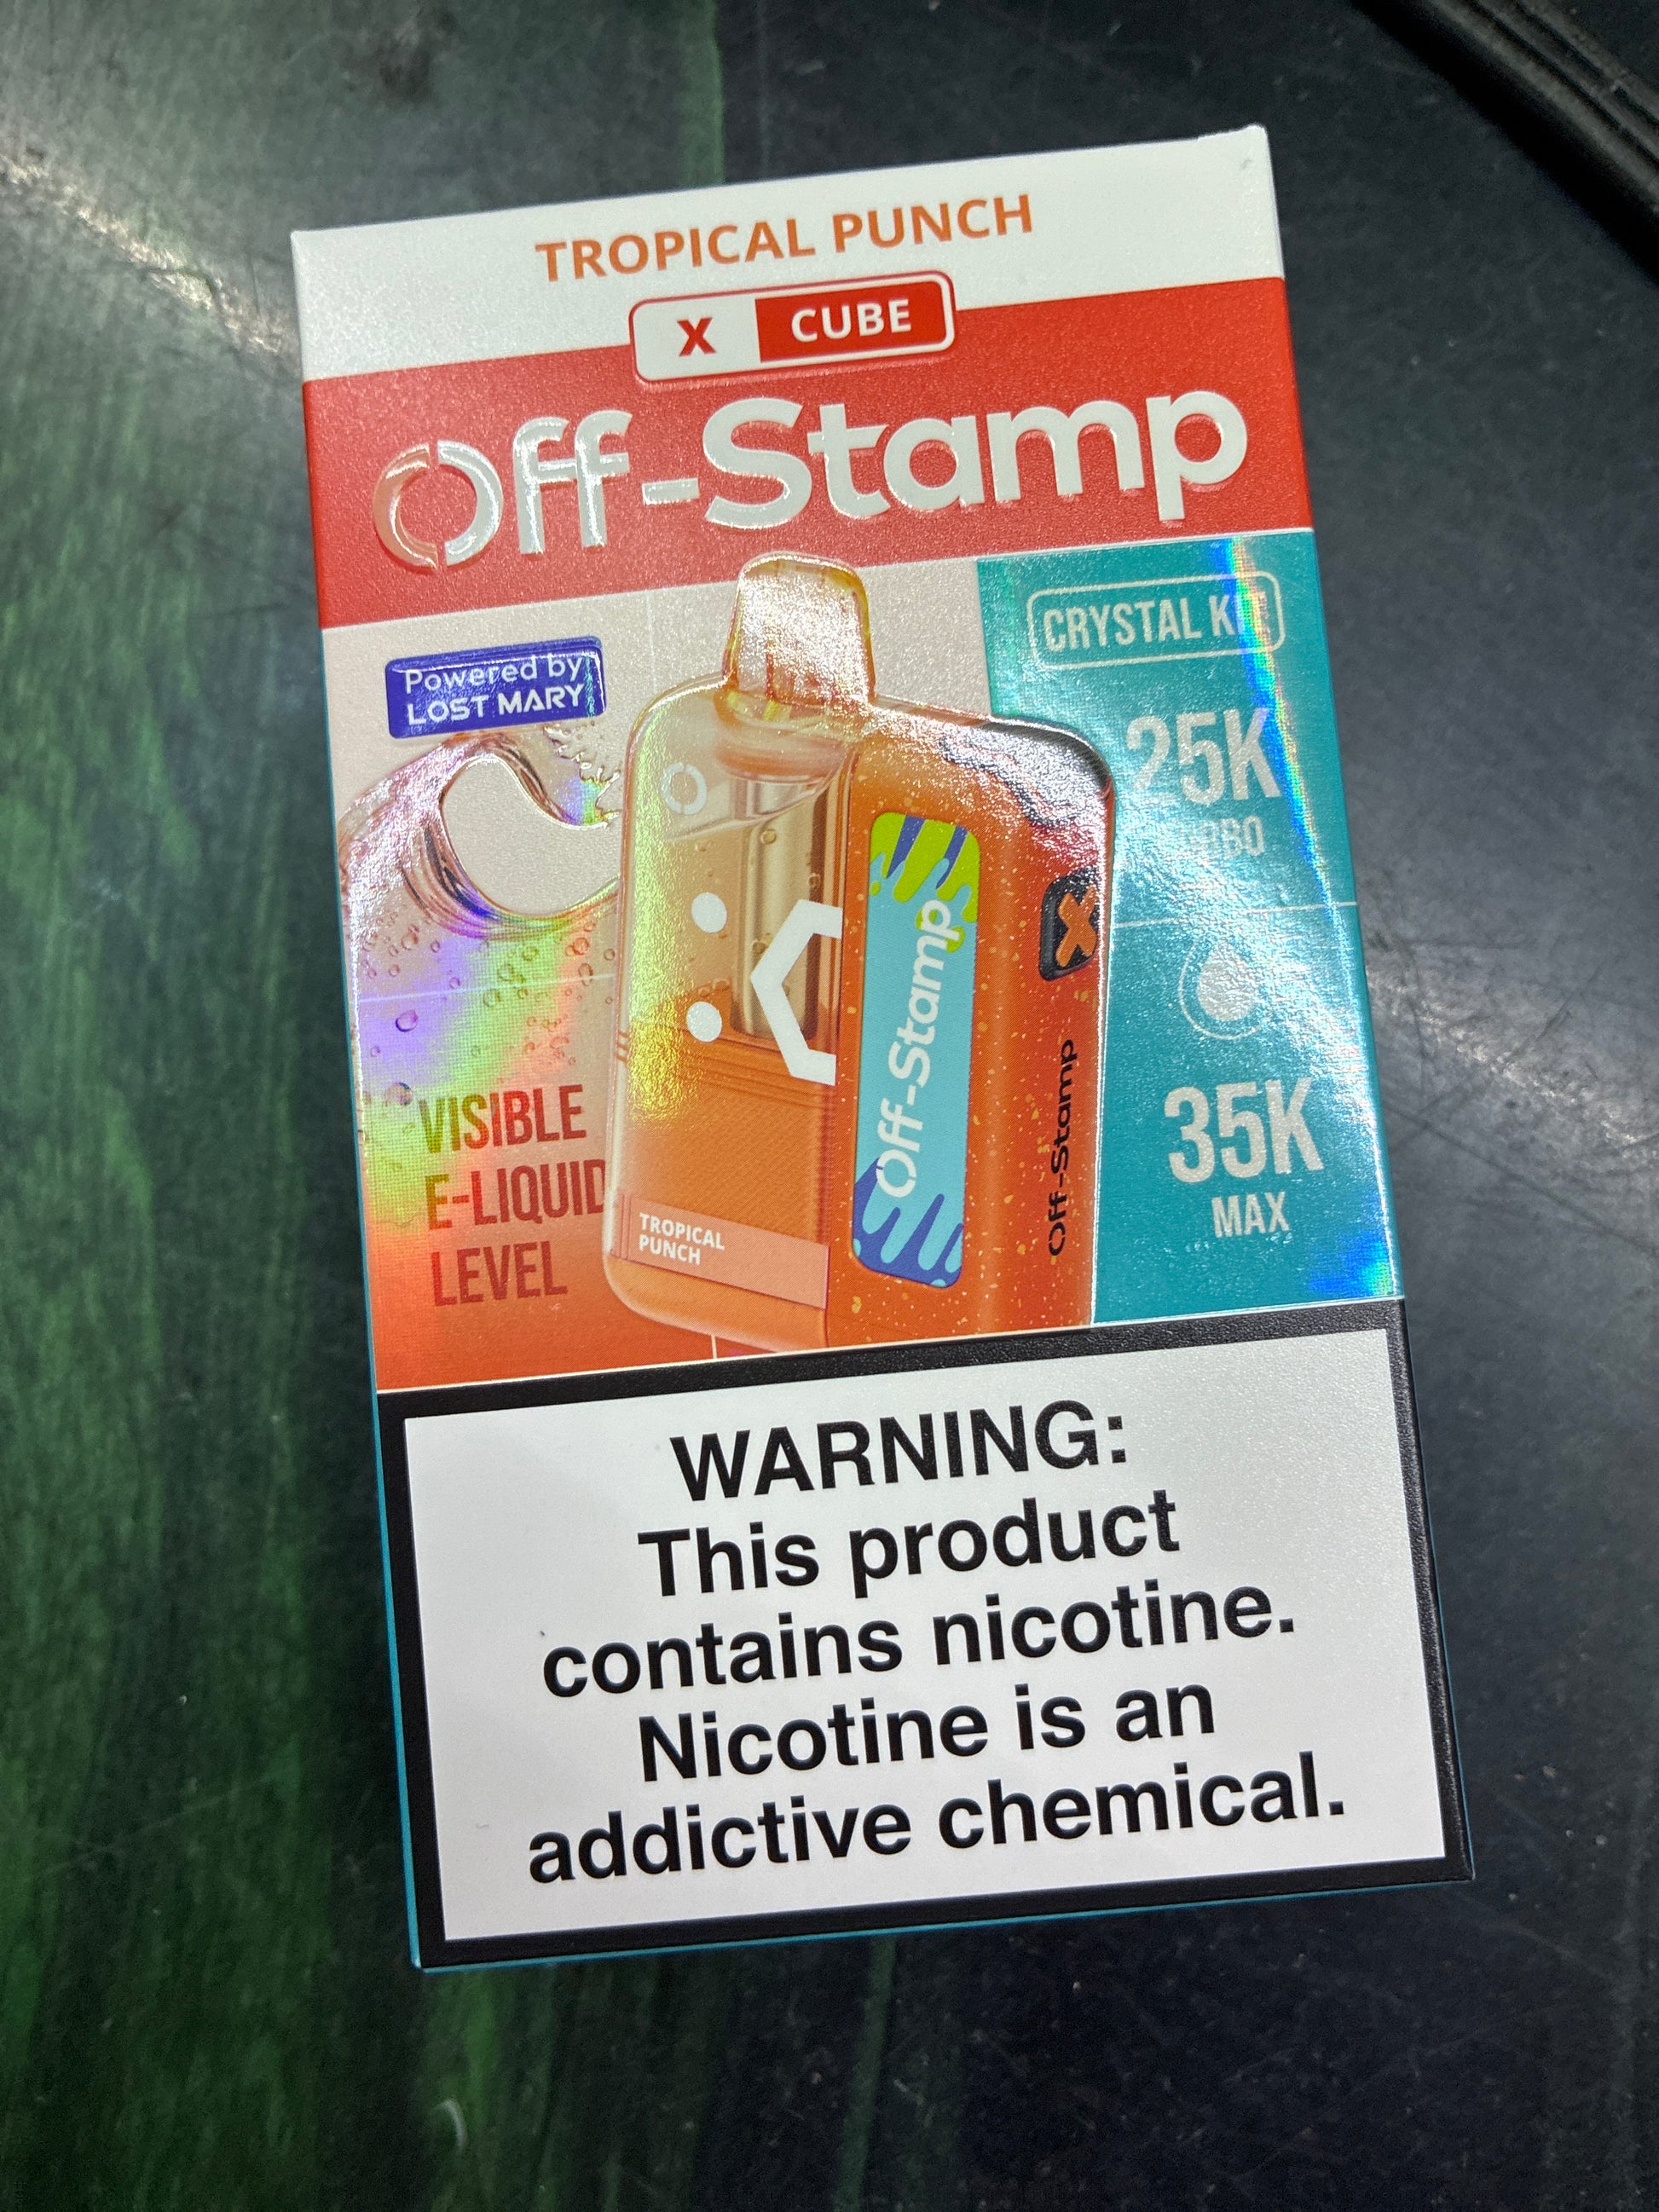 TROPICAL PUNCH
X CUBE
Off-Stamp
Powered by
LOST MARY
CRYSTAL KIT
25K
TURBO
35K
MAX
VISIBLE
E-LIQUID
LEVEL
Off-Stamp
X
Off-Stamp
TROPICAL
PUNCH
WARNING:
This product
contains nicotine.
Nicotine is an
addictive chemical.